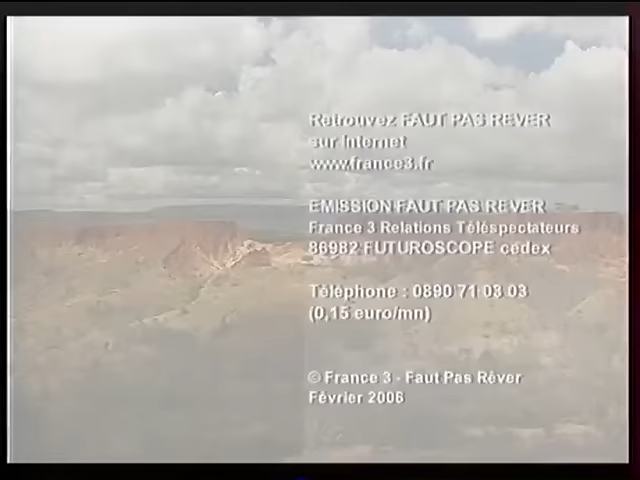 Retrouvez FAUT PAS REVER
sur Internet
www.france3.fr
EMISSION FAUT PAS REVER
France 3 Relations Téléspectateurs
86982 FUTUROSCOPE cedex
Téléphone : 0890 71 03 03
(0,15 euro/mn)
© France 3 - Faut Pas Rêver
Février 2006